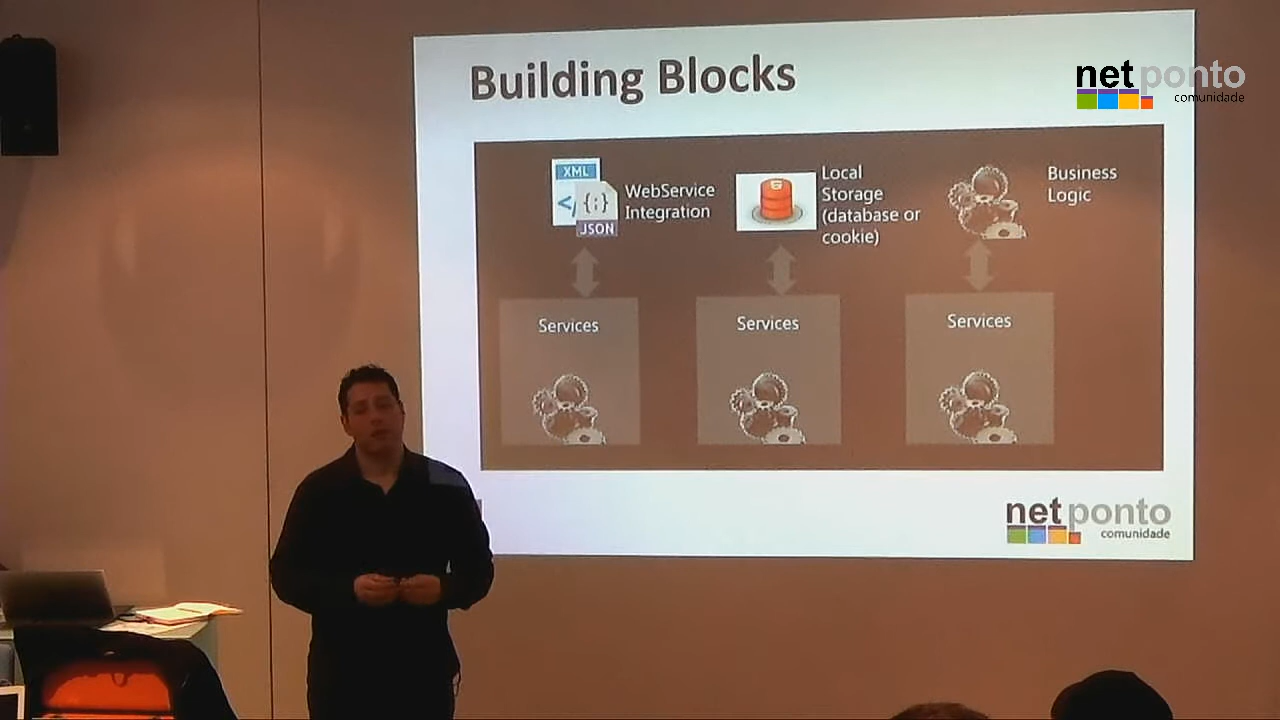 Building Blocks
netponto
comunidade
XML
</
{;}
JSON
WebService
Integration
Local
Storage
(database or
cookie)
Business
Logic
Services
Services
Services
netponto
comunidade